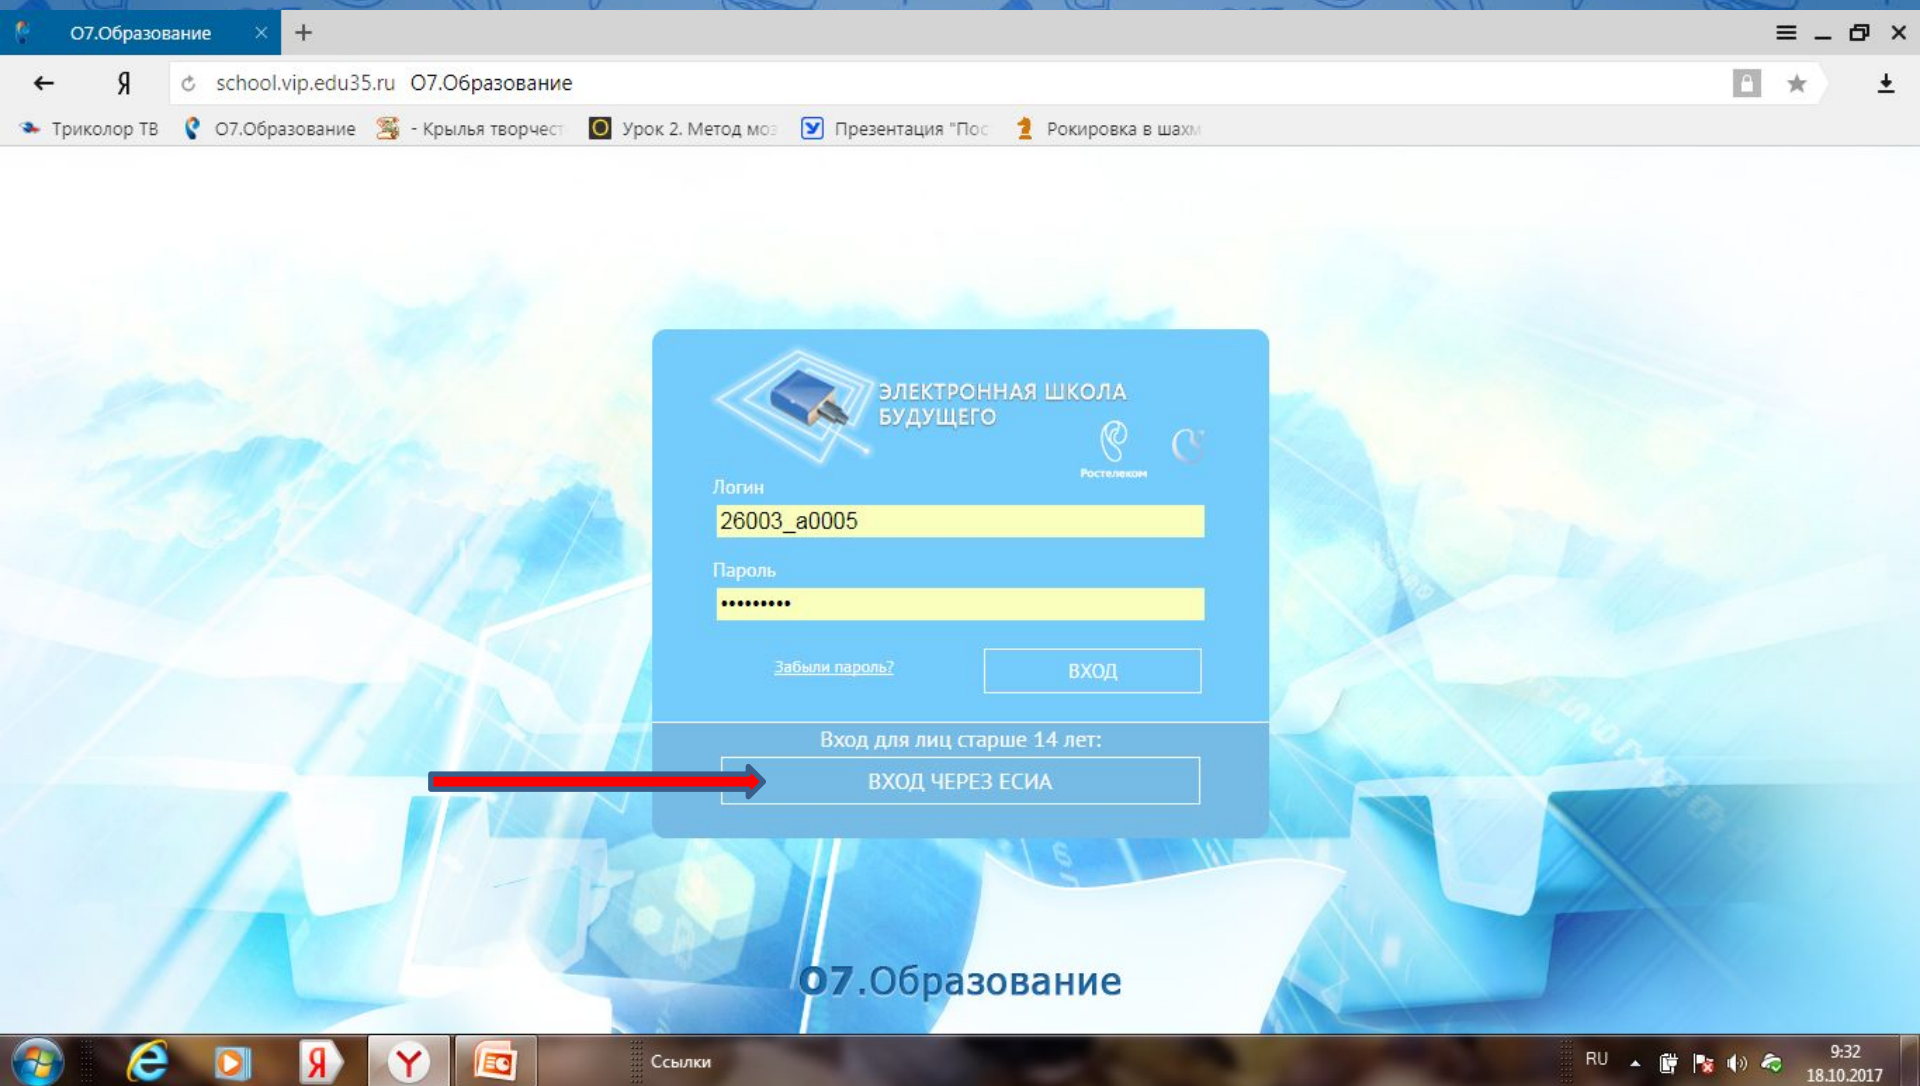 О7.Образование
Я school.vip.edu35.ru О7.Образование
Триколор ТВ О7.Образование - Крылья творчест Урок 2. Метод моз Презентация "Пос Рокировка в шахм
ЭЛЕКТРОННАЯ ШКОЛА
БУДУЩЕГО
Ростелеком
Логин
26003_a0005
Пароль
•••••••••
Забыли пароль?
ВХОД
Вход для лиц старше 14 лет:
ВХОД ЧЕРЕЗ ЕСИА
О7.Образование
Ссылки
RU
9:32
18.10.2017